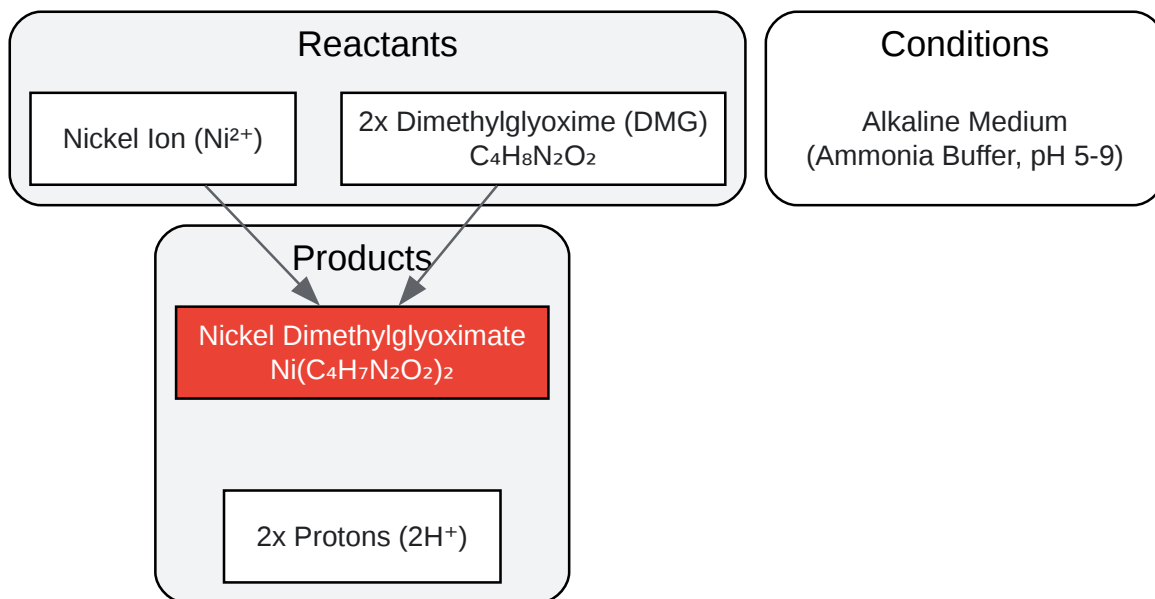 Reactants
Nickel Ion (Ni²⁺)
2x Dimethylglyoxime (DMG)
C₄H₈N₂O₂
Conditions
Alkaline Medium
(Ammonia Buffer, pH 5-9)
Products
Nickel Dimethylglyoximate
Ni(C₄H₇N₂O₂)₂
2x Protons (2H⁺)